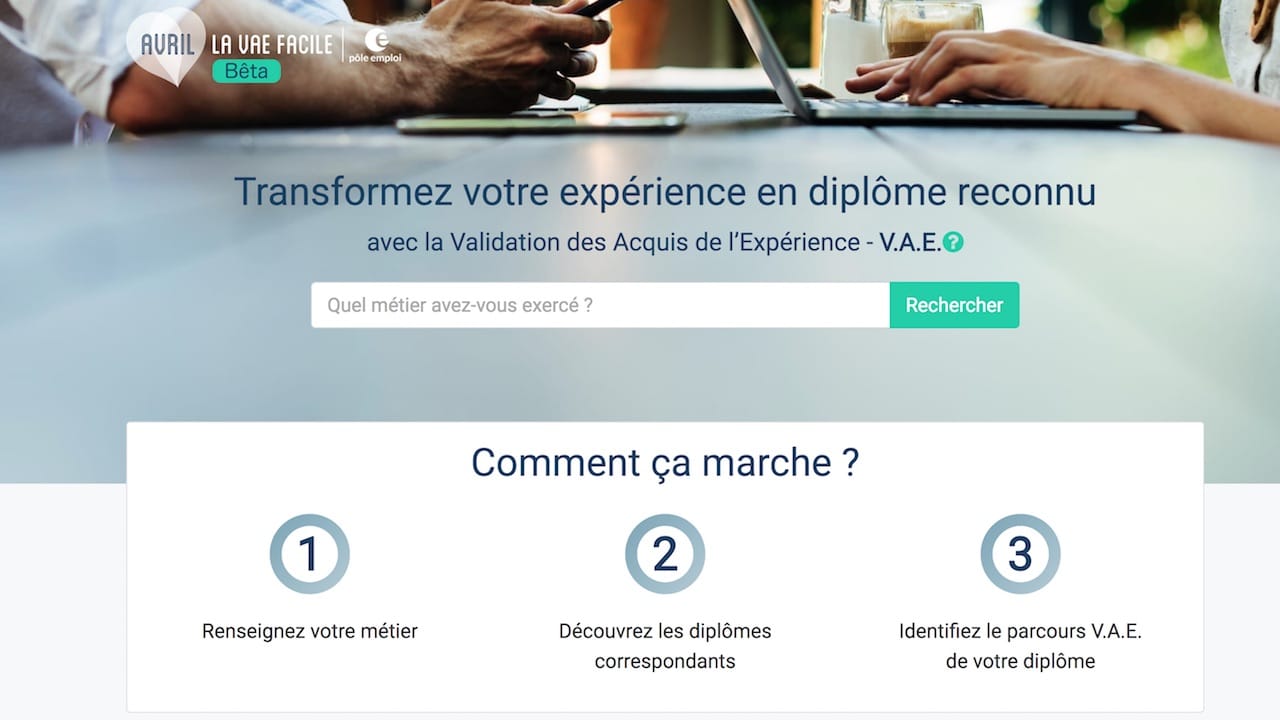 AVRIL LA VAE FACILE
pôle emploi
Bêta
Transformez votre expérience en diplôme reconnu
avec la Validation des Acquis de l’Expérience - V.A.E.?
Quel métier avez-vous exercé ?
Rechercher
Comment ça marche ?
1
Renseignez votre métier
2
Découvrez les diplômes
correspondants
3
Identifiez le parcours V.A.E.
de votre diplôme